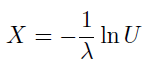 X = -\frac{1}{\lambda} \ln U